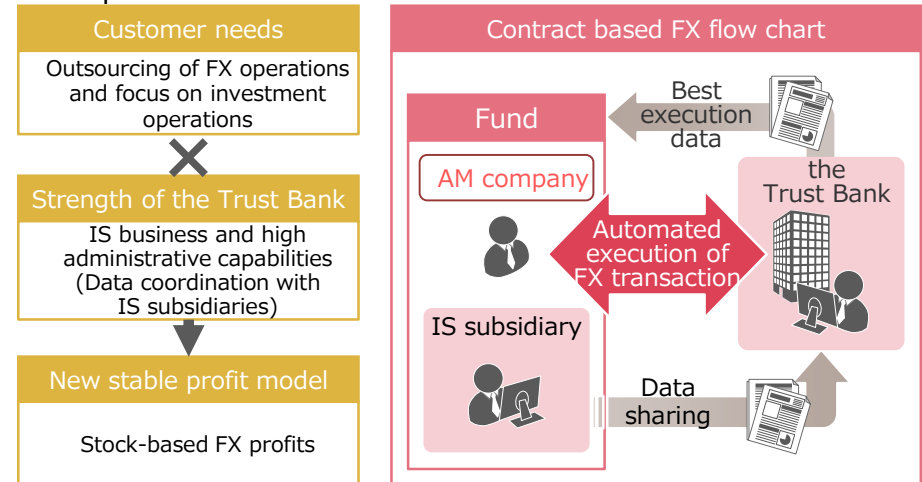 Customer needs
Outsourcing of FX operations
and focus on investment
operations
Strength of the Trust Bank
IS business and high
administrative capabilities
(Data coordination with
IS subsidiaries)
New stable profit model
Stock-based FX profits
Contract based FX flow chart
Fund
AM company
IS subsidiary
Best
execution
data
Automated
execution of
FX transaction
the
Trust Bank
Data
sharing